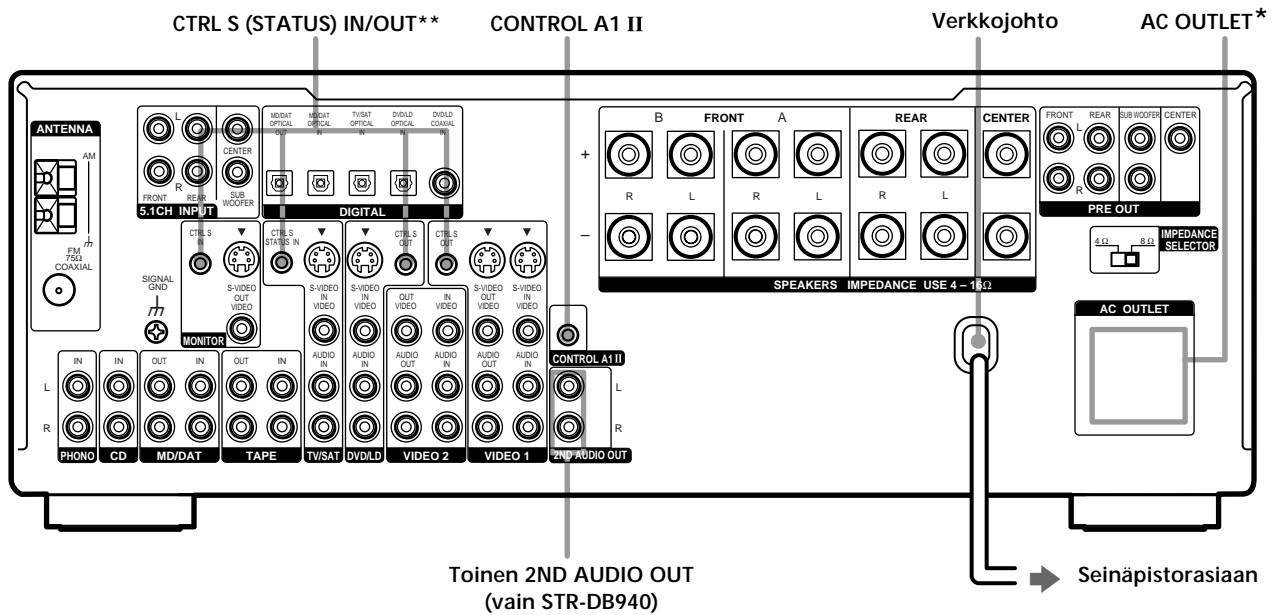 CTRL S (STATUS) IN/OUT**
CONTROL A1 II
Verkkojohto
AC OUTLET*
ANTENNA
AM
FM
75Ω
COAXIAL
L
R
FRONT
REAR
CENTER
SUB
WOOFER
5.1CH INPUT
MD/DAT
OPTICAL
OUT
MD/DAT
OPTICAL
IN
TV/SAT
OPTICAL
IN
DVD/LD
OPTICAL
IN
DVD/LD
COAXIAL
IN
DIGITAL
B FRONT A
REAR
CENTER
+
R L R L R L
–
SPEAKERS IMPEDANCE USE 4 – 16Ω
FRONT REAR SUB WOOFER CENTER
L
R
PRE OUT
IMPEDANCE
SELECTOR
4 Ω 8 Ω
AC OUTLET
SIGNAL
GND
CTRL S
IN
S-VIDEO
OUT
VIDEO
MONITOR
CTRL S
STATUS IN
S-VIDEO
IN
VIDEO
AUDIO
IN
TV/SAT
S-VIDEO
IN
VIDEO
AUDIO
IN
DVD/LD
CTRL S
OUT
OUT
VIDEO
IN
VIDEO
AUDIO
OUT
AUDIO
IN
VIDEO 2
CTRL S
OUT
S-VIDEO
OUT
VIDEO
S-VIDEO
IN
VIDEO
AUDIO
OUT
AUDIO
IN
VIDEO 1
CONTROL A1 II
L
R
2ND AUDIO OUT
L
R
IN
PHONO
IN
CD
OUT IN
MD/DAT
OUT IN
TAPE
Toinen 2ND AUDIO OUT
(vain STR-DB940)
Seinäpistorasiaan